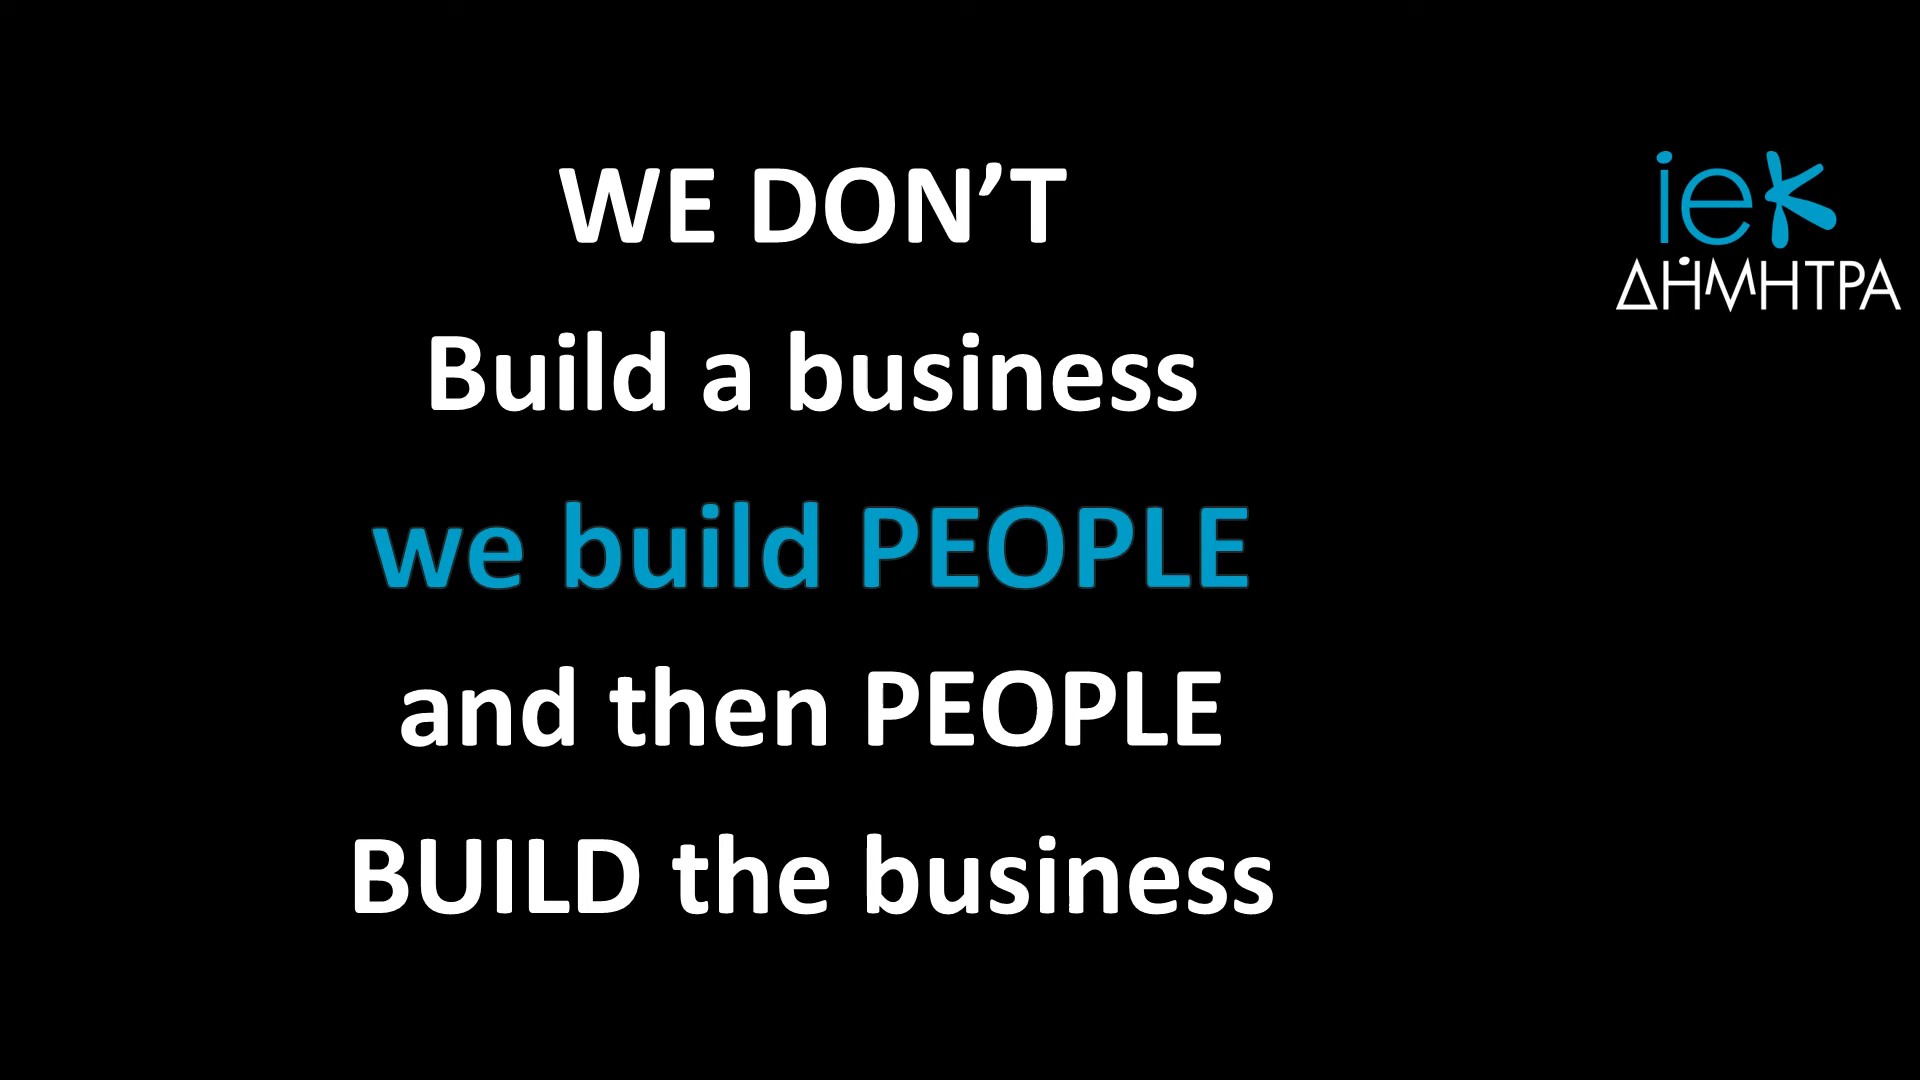 WE DON’T
Build a business
we build PEOPLE
and then PEOPLE
BUILD the business
iek
ΔΗΜΗΤΡΑ